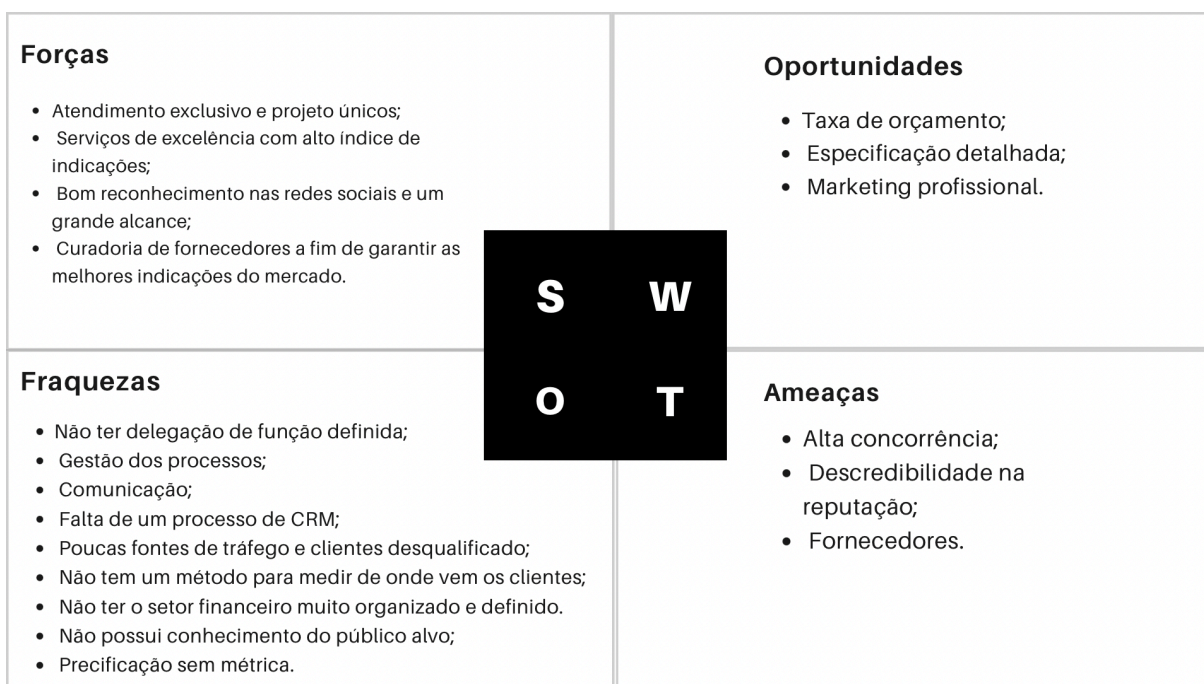 Forças
• Atendimento exclusivo e projeto únicos;
• Serviços de excelência com alto índice de
indicações;
• Bom reconhecimento nas redes sociais e um
grande alcance;
• Curadoria de fornecedores a fim de garantir as
melhores indicações do mercado.
Oportunidades
• Taxa de orçamento;
• Especificação detalhada;
• Marketing profissional.
S W
O T
Fraquezas
• Não ter delegação de função definida;
• Gestão dos processos;
• Comunicação;
• Falta de um processo de CRM;
• Poucas fontes de tráfego e clientes desqualificado;
• Não tem um método para medir de onde vem os clientes;
• Não ter o setor financeiro muito organizado e definido.
• Não possui conhecimento do público alvo;
• Precificação sem métrica.
Ameaças
• Alta concorrência;
• Descredibilidade na
reputação;
• Fornecedores.